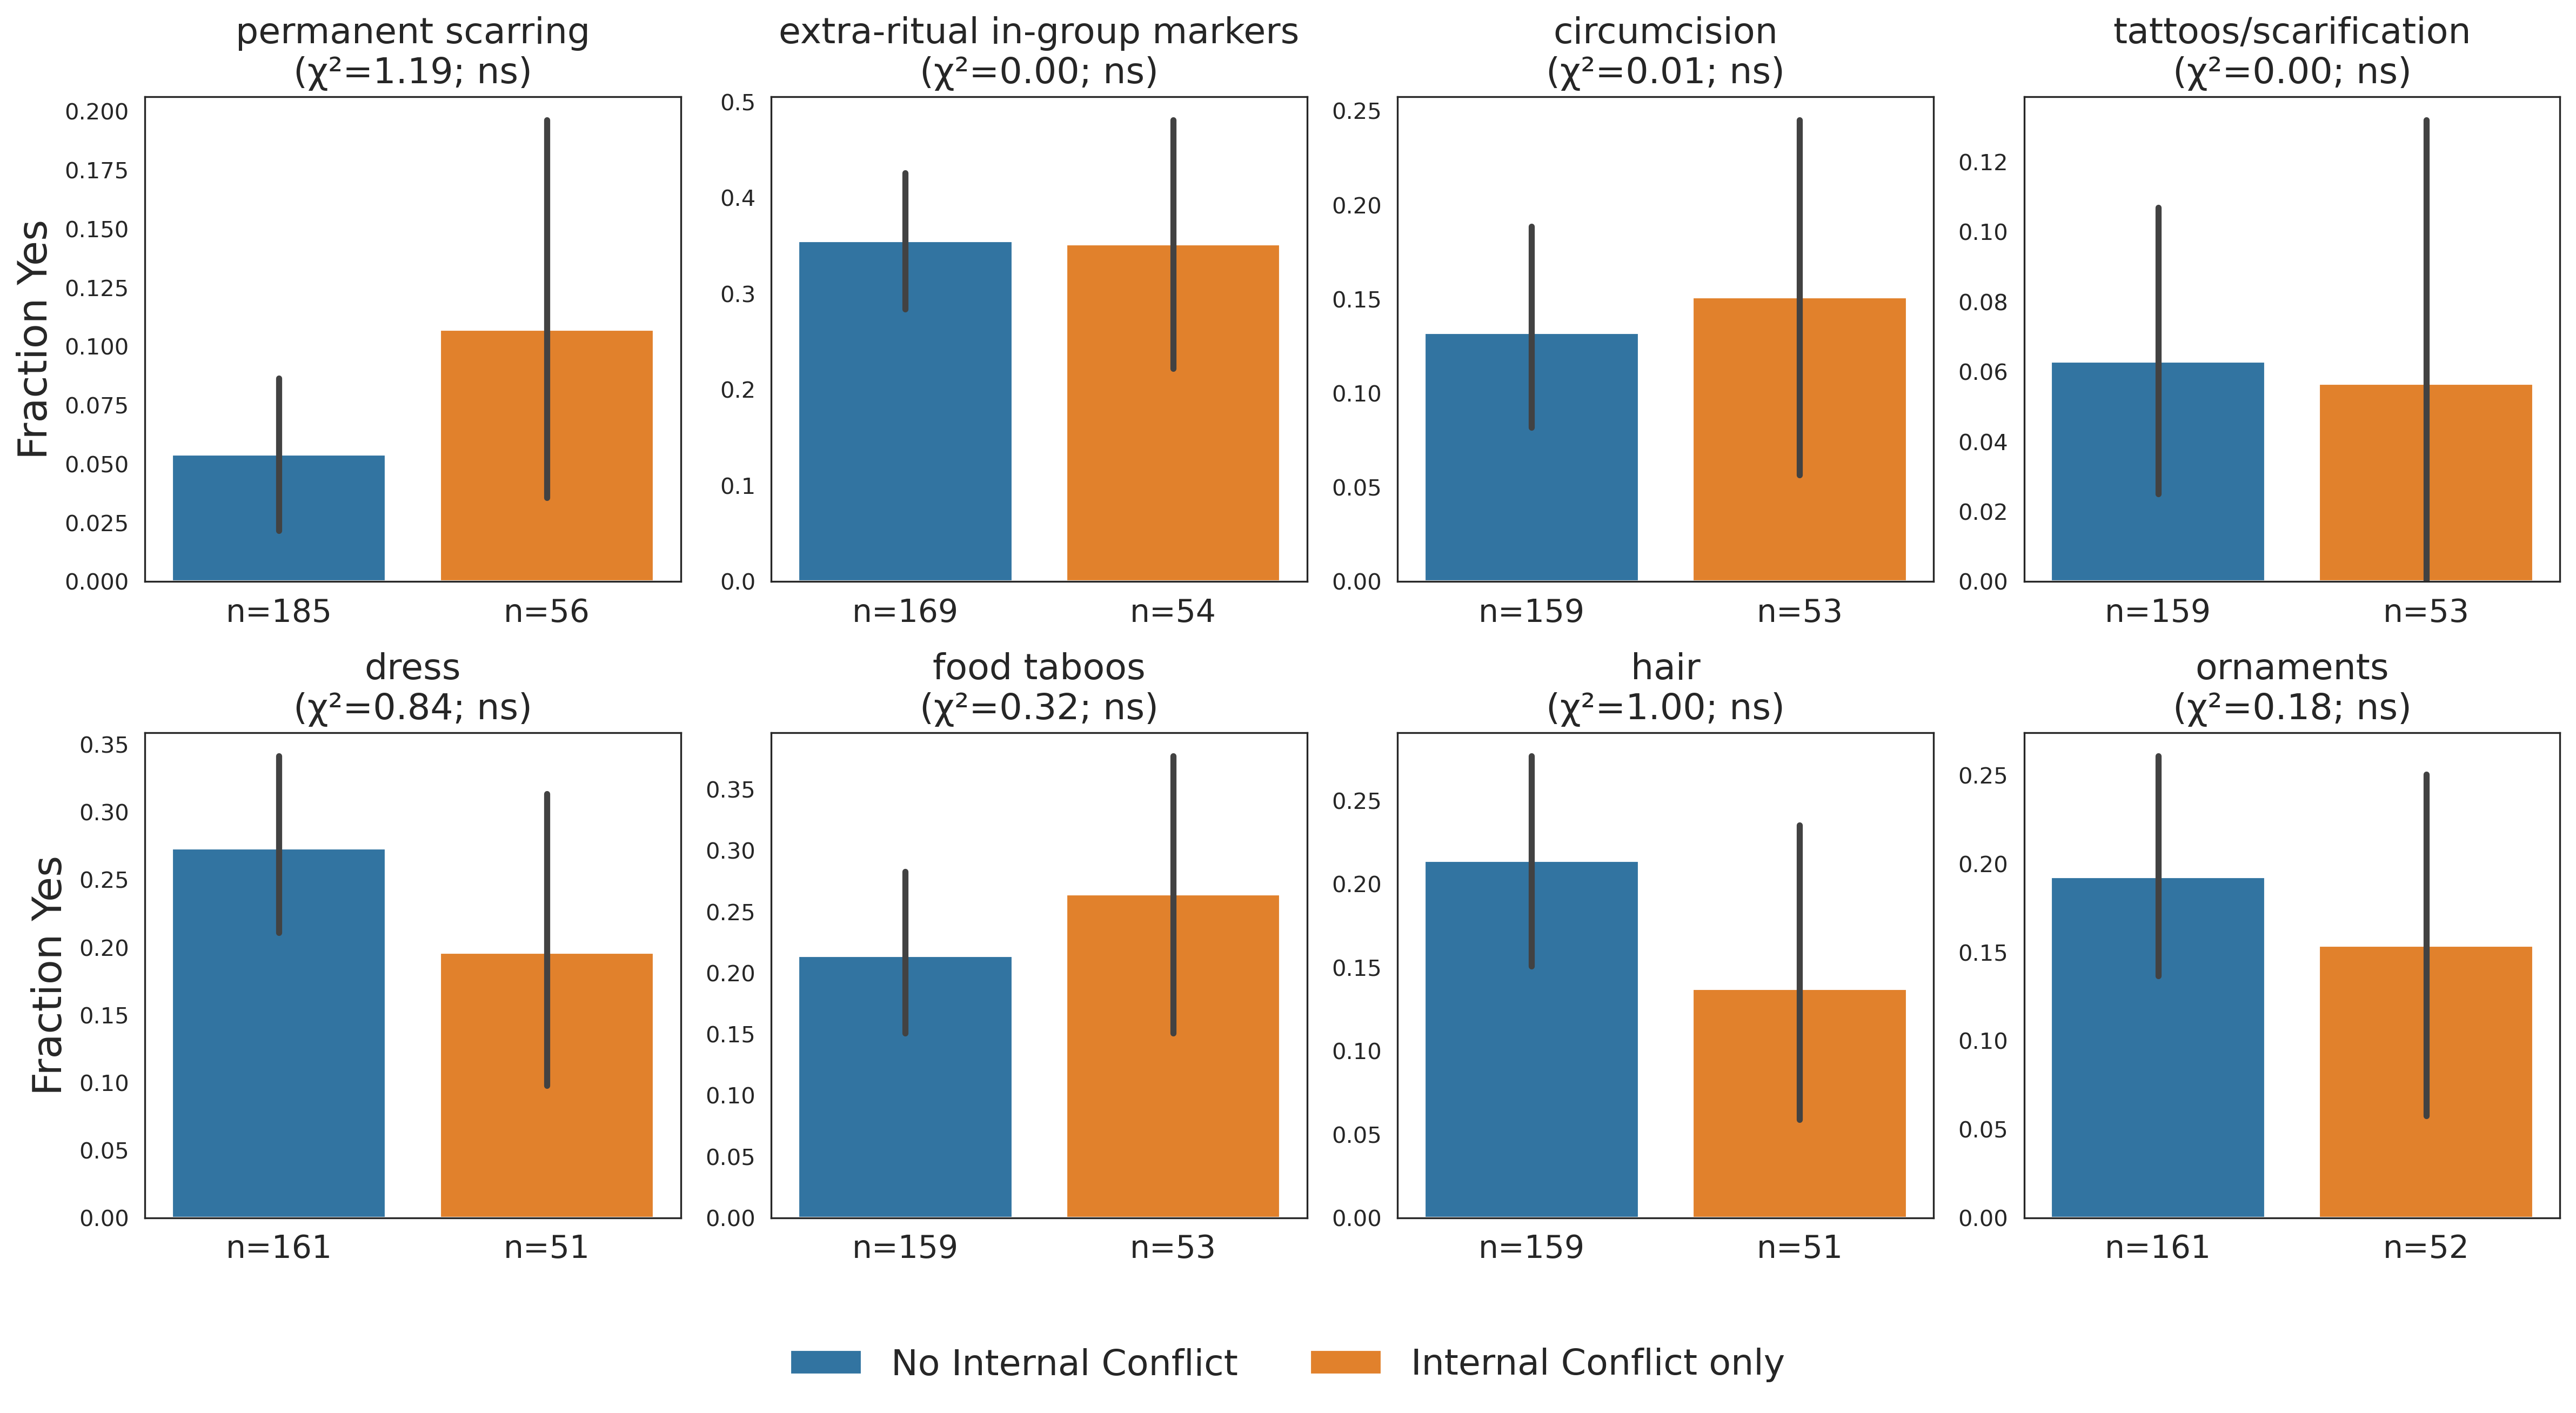 permanent scarring
(χ²=1.19; ns)
extra-ritual in-group markers
(χ²=0.00; ns)
circumcision
(χ²=0.01; ns)
tattoos/scarification
(χ²=0.00; ns)
Fraction Yes
0.200
0.175
0.150
0.125
0.100
0.075
0.050
0.025
0.000
n=185
n=56
0.5
0.4
0.3
0.2
0.1
0.0
n=169
n=54
0.25
0.20
0.15
0.10
0.05
0.00
n=159
n=53
0.12
0.10
0.08
0.06
0.04
0.02
0.00
n=159
n=53
dress
(χ²=0.84; ns)
food taboos
(χ²=0.32; ns)
hair
(χ²=1.00; ns)
ornaments
(χ²=0.18; ns)
Fraction Yes
0.35
0.30
0.25
0.20
0.15
0.10
0.05
0.00
n=161
n=51
0.35
0.30
0.25
0.20
0.15
0.10
0.05
0.00
n=159
n=53
0.25
0.20
0.15
0.10
0.05
0.00
n=159
n=51
0.25
0.20
0.15
0.10
0.05
0.00
n=161
n=52
No Internal Conflict
Internal Conflict only